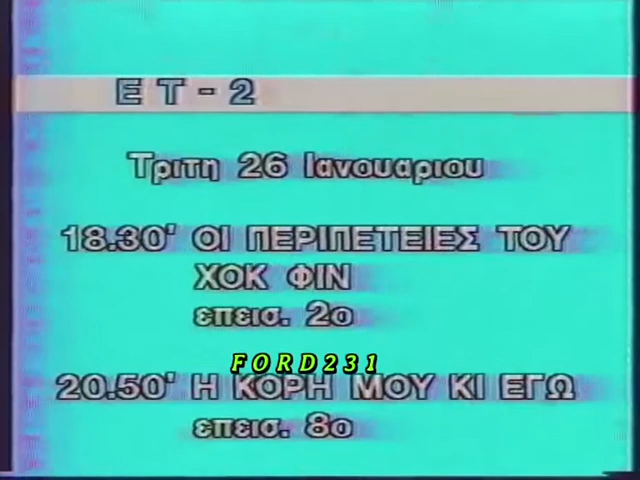 ΕΤ-2
Τριτη 26 Ιανουαριου
18.30' ΟΙ ΠΕΡΙΠΕΤΕΙΕΣ ΤΟΥ
ΧΟΚ ΦΙΝ
επεισ. 2ο
FORD231
20.50' Η ΚΟΡΗ ΜΟΥ ΚΙ ΕΓΩ
επεισ. 8ο